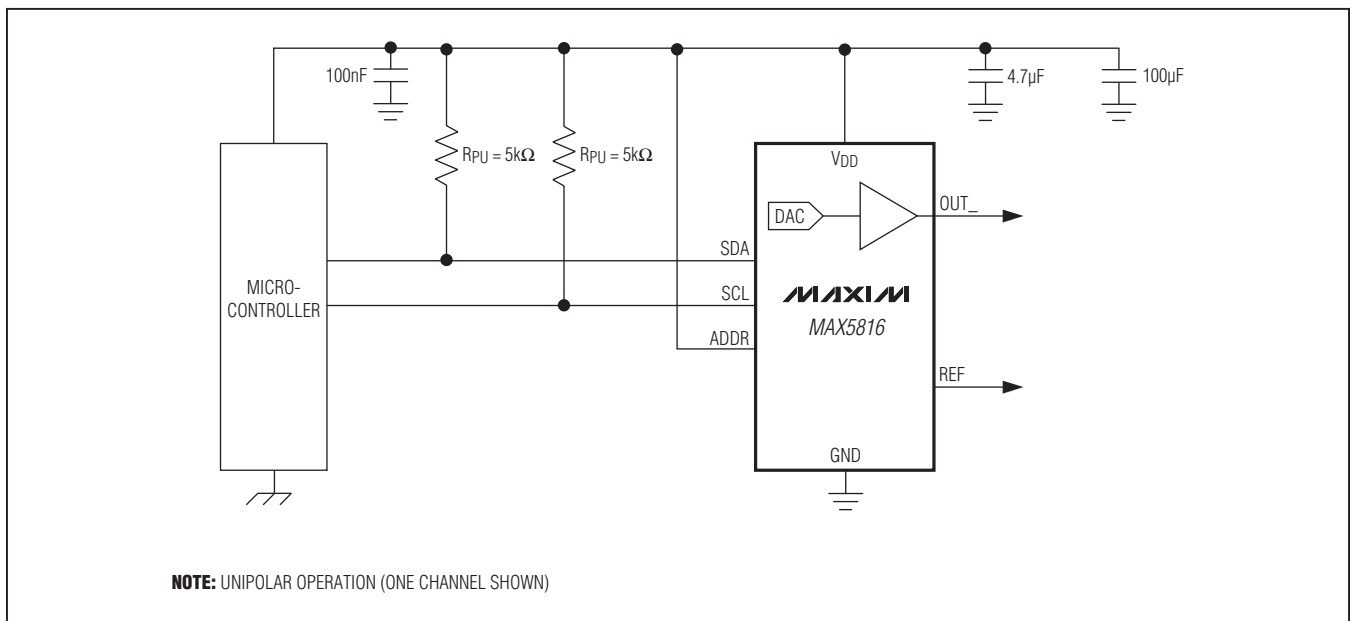 100nF
4.7µF
100µF
RPU = 5kΩ
RPU = 5kΩ
VDD
DAC
OUT_
SDA
MICRO-
CONTROLLER
SCL
MAXIM
MAX5816
ADDR
REF
GND
NOTE: UNIPOLAR OPERATION (ONE CHANNEL SHOWN)